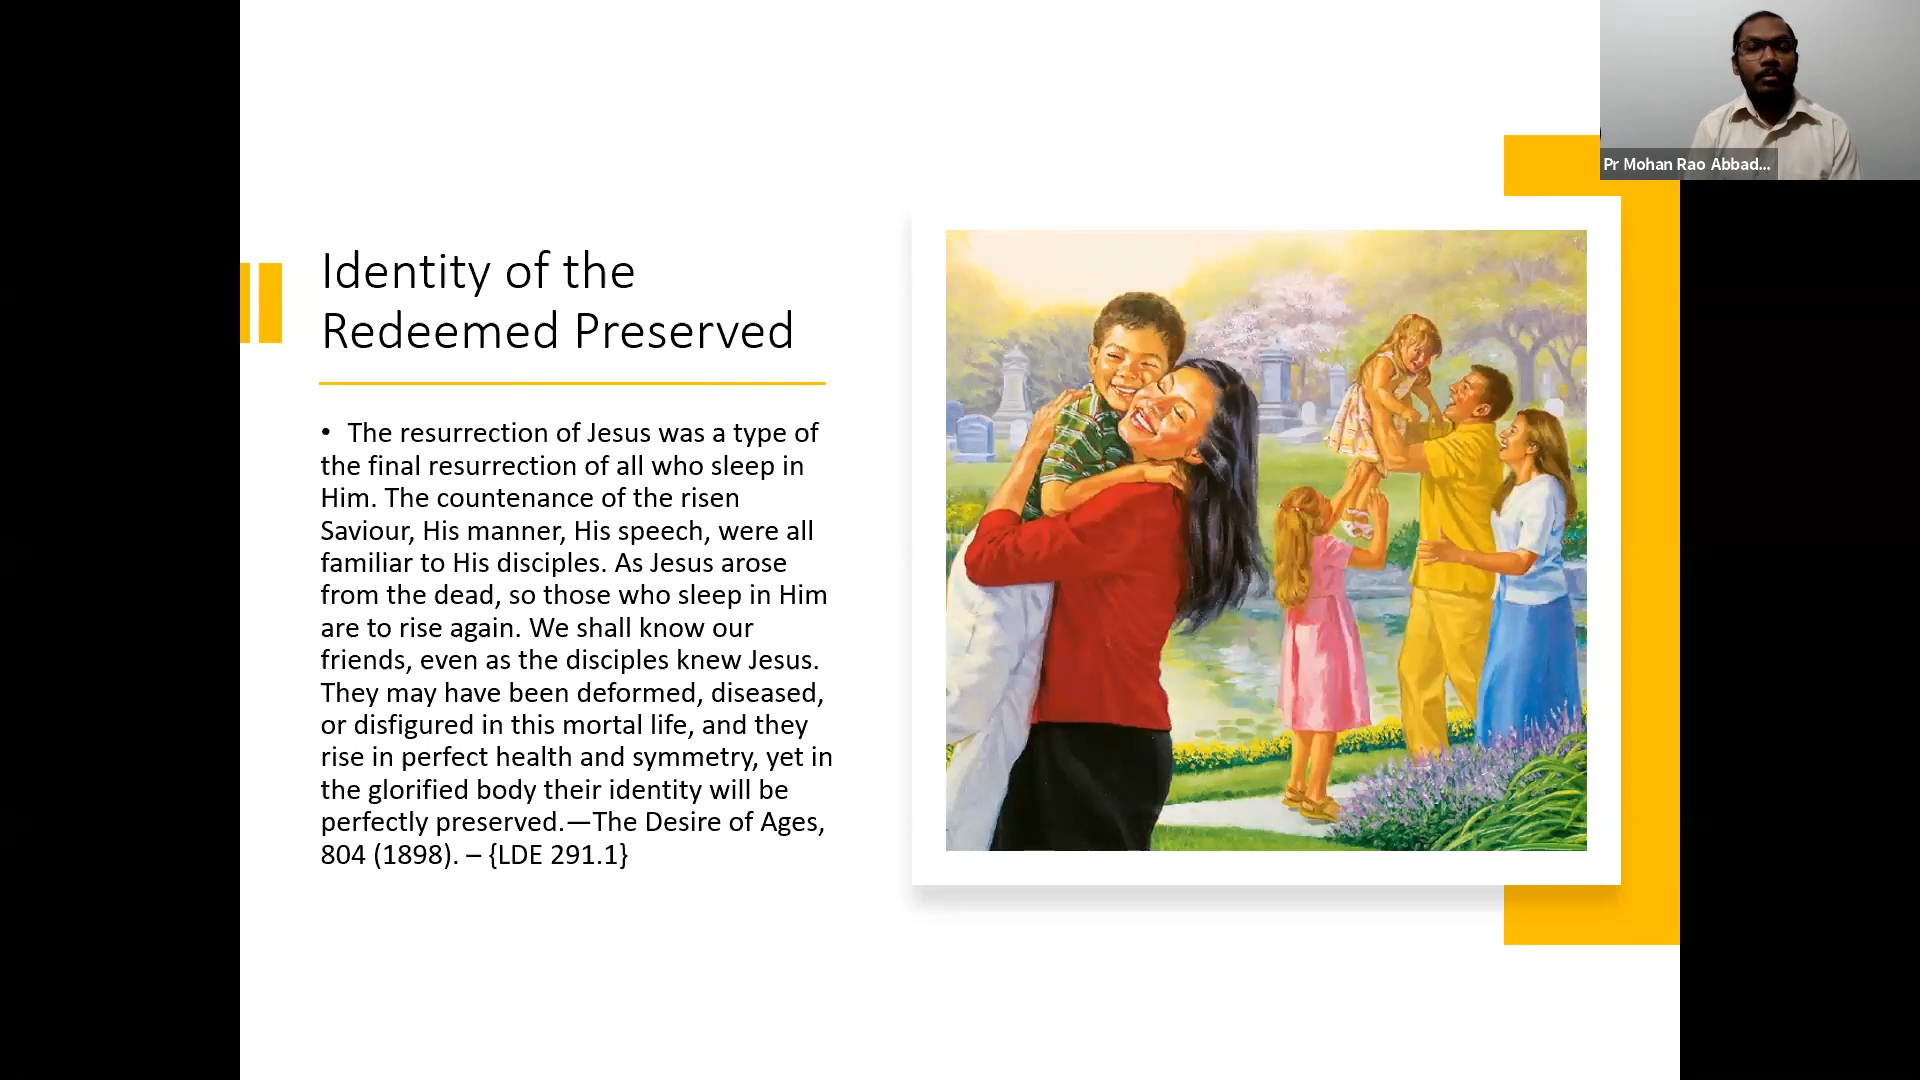 Pr Mohan Rao Abbad...
Identity of the
Redeemed Preserved
• The resurrection of Jesus was a type of
the final resurrection of all who sleep in
Him. The countenance of the risen
Saviour, His manner, His speech, were all
familiar to His disciples. As Jesus arose
from the dead, so those who sleep in Him
are to rise again. We shall know our
friends, even as the disciples knew Jesus.
They may have been deformed, diseased,
or disfigured in this mortal life, and they
rise in perfect health and symmetry, yet in
the glorified body their identity will be
perfectly preserved.—The Desire of Ages,
804 (1898). – {LDE 291.1}